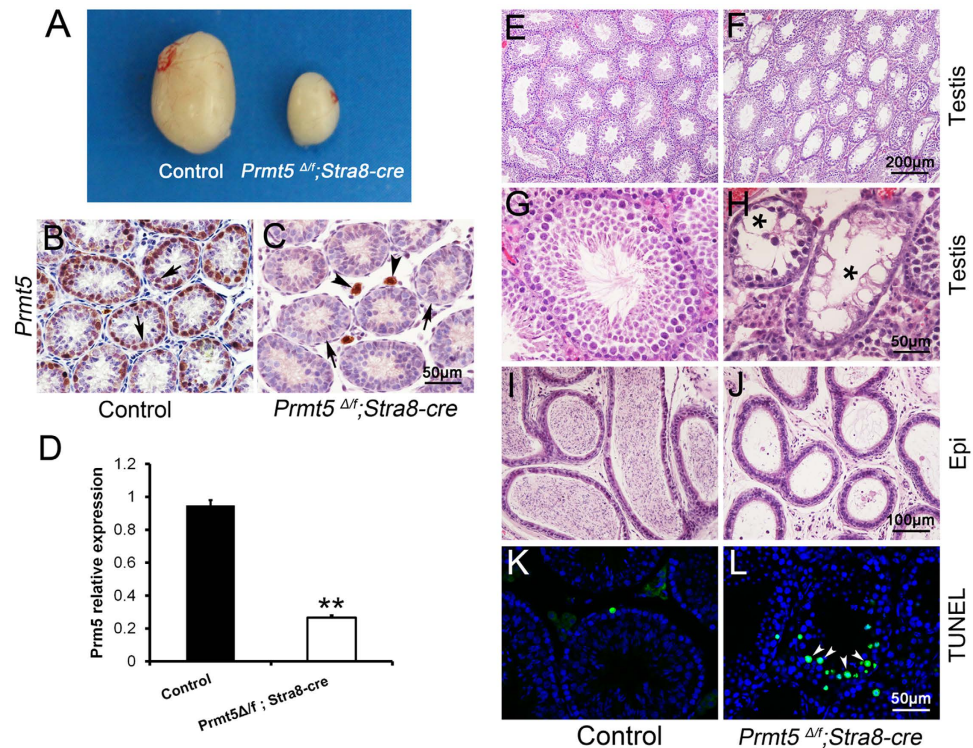 A
Control
Prmt5 Δ/f;Stra8-cre
B
C
Prmt5
50μm
Control
Prmt5 Δ/f;Stra8-cre
D
Prm5 relative expression
1.2
1
0.8
0.6
0.4
0.2
0
**
Control
Prmt5Δ/f ; Stra8-cre
E
F
200μm
Testis
G
H
*
*
50μm
Testis
I
J
100μm
Epi
K
L
50μm
TUNEL
Control
Prmt5 Δ/f;Stra8-cre